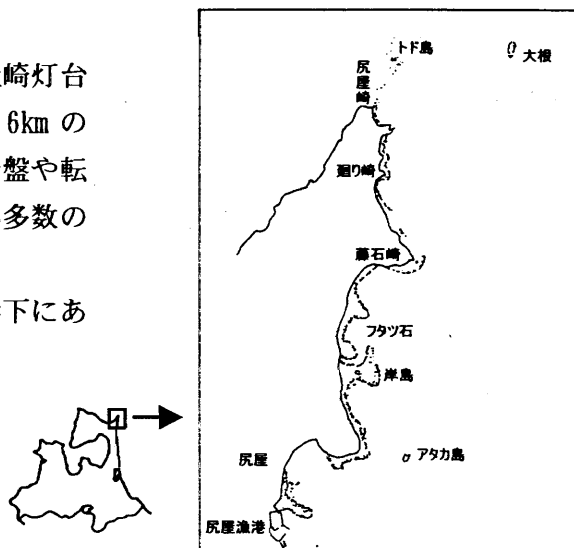 崎灯台
6km の
盤や転
多数の
下にあ
トド島
大根
尻屋崎
廻り崎
藤石崎
フタツ石
岸島
尻屋
アタカ島
尻屋漁港